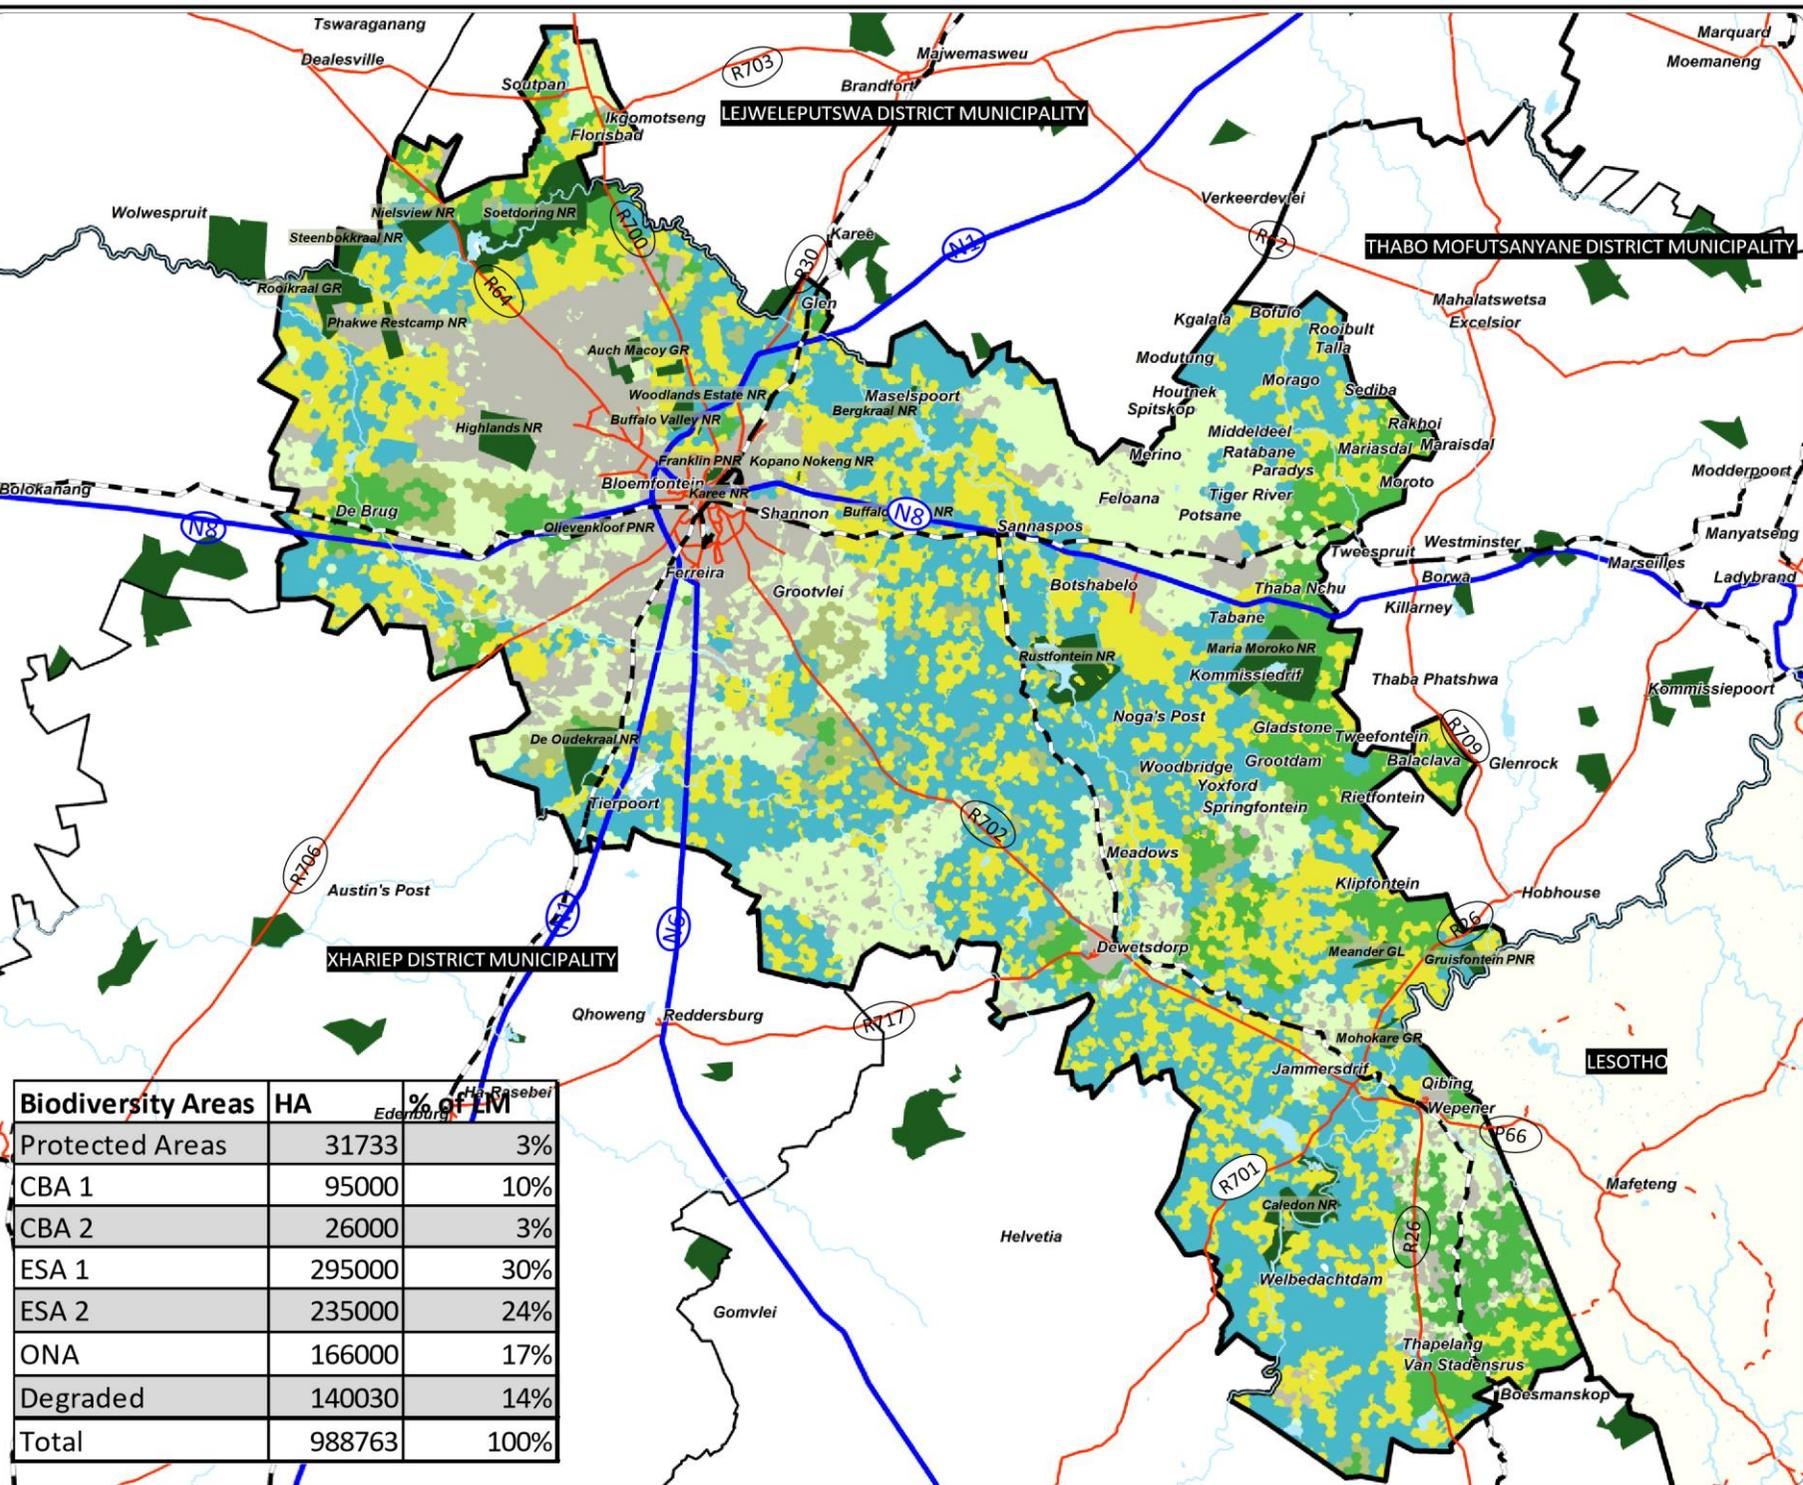 Tswaraganang
Marquard
Dealesville
Majwemasweu
Moemaneng
R703
Soutpan
Brandfort
LEJWELEPUTSWA DISTRICT MUNICIPALITY
Ikgomotseng
Florisbad
Verkeerdevlei
Wolwespruit
Nielsview NR
Soetdoring NR
R700
Steenbokkraal NR
Karee
N1
THABO MOFUTSANYANE DISTRICT MUNICIPALITY
R30
Rooikraal GR
R64
Glen
Mahalatswetsa
Excelsior
Phakwe Restcamp NR
Kgalala
Bofulo
Rooibult
Talla
Auch Macoy GR
Modutung
Morago
Woodlands Estate NR
Maselspoort
Houtnek
Sediba
Bergkraal NR
Spitskop
Buffalo Valley NR
Highlands NR
Middeldeel
Rakhoi
Ratabane
Mariasdal
Maraisdal
Franklin PNR
Kopano Nokeng NR
Merino
Paradys
Modderpoort
Bolokanang
Bloemfontein
Karee NR
Feloana
Tiger River
Moroto
De Brug
Shannon
Buffalo
N8
NR
Potsane
N8
Olievenkloof PNR
Sannaspos
Manyatseng
Tweespruit
Westminster
Marseilles
Ferreira
Grootvlei
Botshabelo
Thaba Nchu
Borwa
Ladybrand
Killarney
Tabane
Rustfontein NR
Maria Moroko NR
Kommissiedrif
Thaba Phatshwa
Kommissiepoort
Noga's Post
Gladstone
Tweefontein
R709
De Oudekraal NR
Woodbridge
Grootdam
Balaclava
Glenrock
Yoxford
Springfontein
Rietfontein
Tierpoort
R702
Meadows
R706
Austin's Post
Klipfontein
Hobhouse
N1
N6
R26
XHARIEP DISTRICT MUNICIPALITY
Dewetsdorp
Meander GL
Gruisfontein PNR
Qhoweng
Reddersburg
R717
Mohokare GR
LESOTHO
Jammersdrif
Qibing
Wepener
P66
Ha-Rasebei
Edenburg
R701
Mafeteng
Caledon NR
R26
Helvetia
Welbedachtdam
Gomvlei
Thapelang
Van Stadensrus
Boesmanskop
Biodiversity Areas HA % of LM
Protected Areas 31733 3%
CBA 1 95000 10%
CBA 2 26000 3%
ESA 1 295000 30%
ESA 2 235000 24%
ONA 166000 17%
Degraded 140030 14%
Total 988763 100%